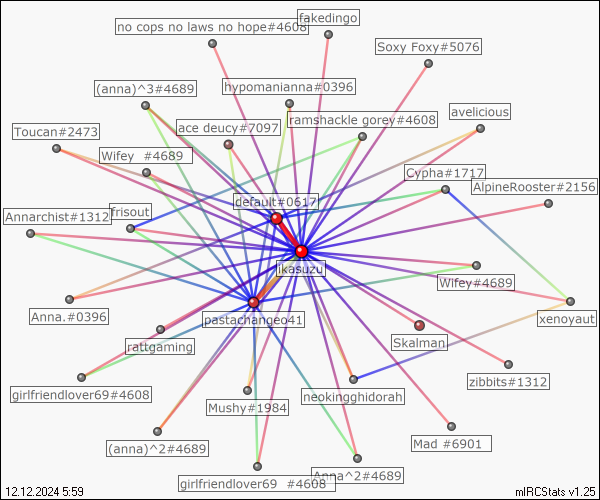 no cops no laws no hope#4608
fakedingo
Soxy Foxy#5076
(anna)^3#4689
hypomanianna#0396
avelicious
ramshackle gorey#4608
Toucan#2473
ace deucy#7097
Wifey  #4689
Cypha#1717
AlpineRooster#2156
default#0617
Annarchist#1312
frisout
ikasuzu
Wifey#4689
Anna.#0396
pastachangeo41
xenoyaut
rattgaming
Skalman
zibbits#1312
girlfriendlover69#4608
Mushy#1984
neokingghidorah
(anna)^2#4689
Mad #6901
Anna^2#4689
girlfriendlover69  #4608
12.12.2024 5:59
mIRCStats v1.25